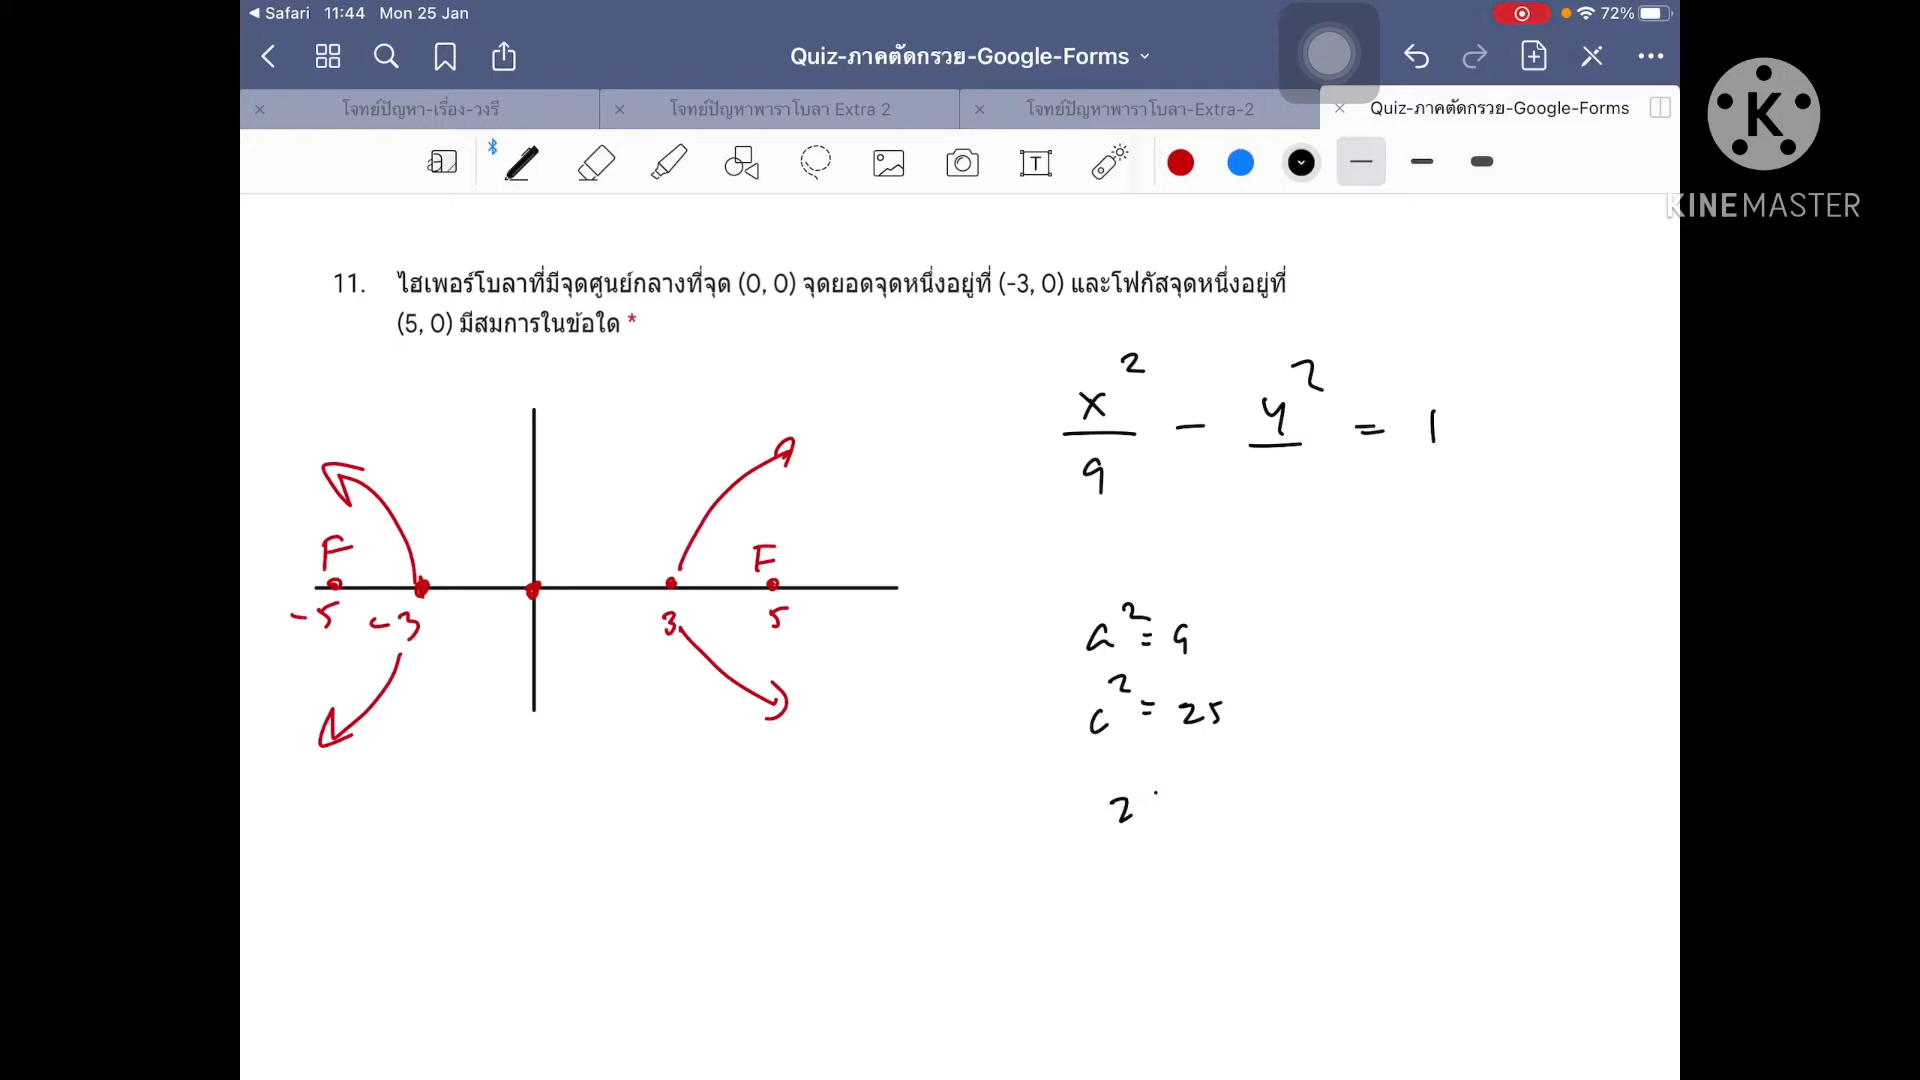 Safari 11:44 Mon 25 Jan
72%
Quiz-ภาคตัดกรวย-Google-Forms
โจทย์ปัญหา-เรื่อง-วงรี
โจทย์ปัญหาพาราโบลา Extra 2
โจทย์ปัญหาพาราโบลา-Extra-2
Quiz-ภาคตัดกรวย-Google-Forms
K
KINEMASTER
11. ไฮเพอร์โบลาที่มีจุดศูนย์กลางที่จุด (0, 0) จุดยอดจุดหนึ่งอยู่ที่ (-3, 0) และโฟกัสจุดหนึ่งอยู่ที่
(5, 0) มีสมการในข้อใด *
x² / 9 - y² / = 1
F F
-5 -3 3 5
a² = 9
c² = 25
2